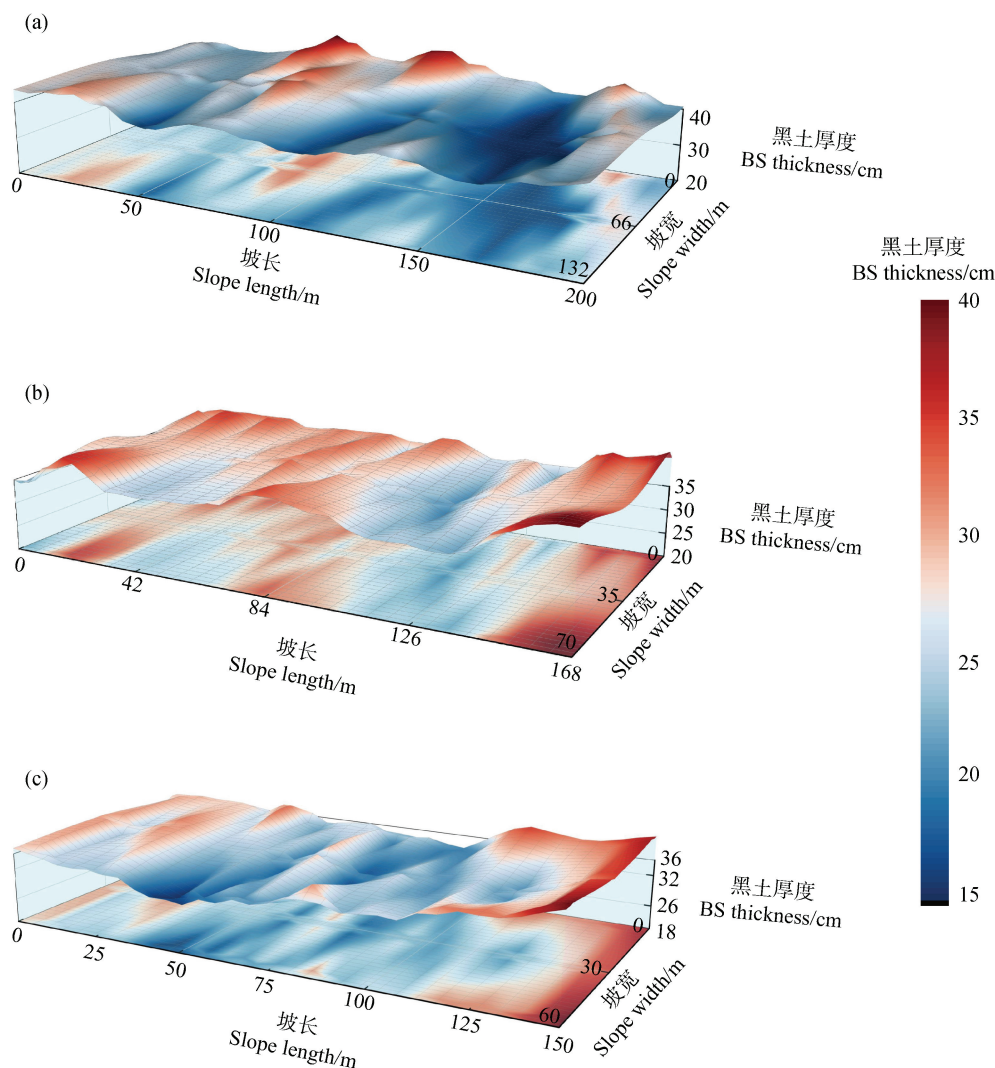 (a)
40
30
20
黑土厚度
BS thickness/cm
0
66
132
坡宽
Slope width/m
0
50
100
150
200
坡长
Slope length/m
黑土厚度
BS thickness/cm
40
35
30
25
20
15
(b)
35
30
25
20
黑土厚度
BS thickness/cm
0
35
70
坡宽
Slope width/m
0
42
84
126
168
坡长
Slope length/m
(c)
36
32
26
18
黑土厚度
BS thickness/cm
0
30
60
坡宽
Slope width/m
0
25
50
75
100
125
150
坡长
Slope length/m